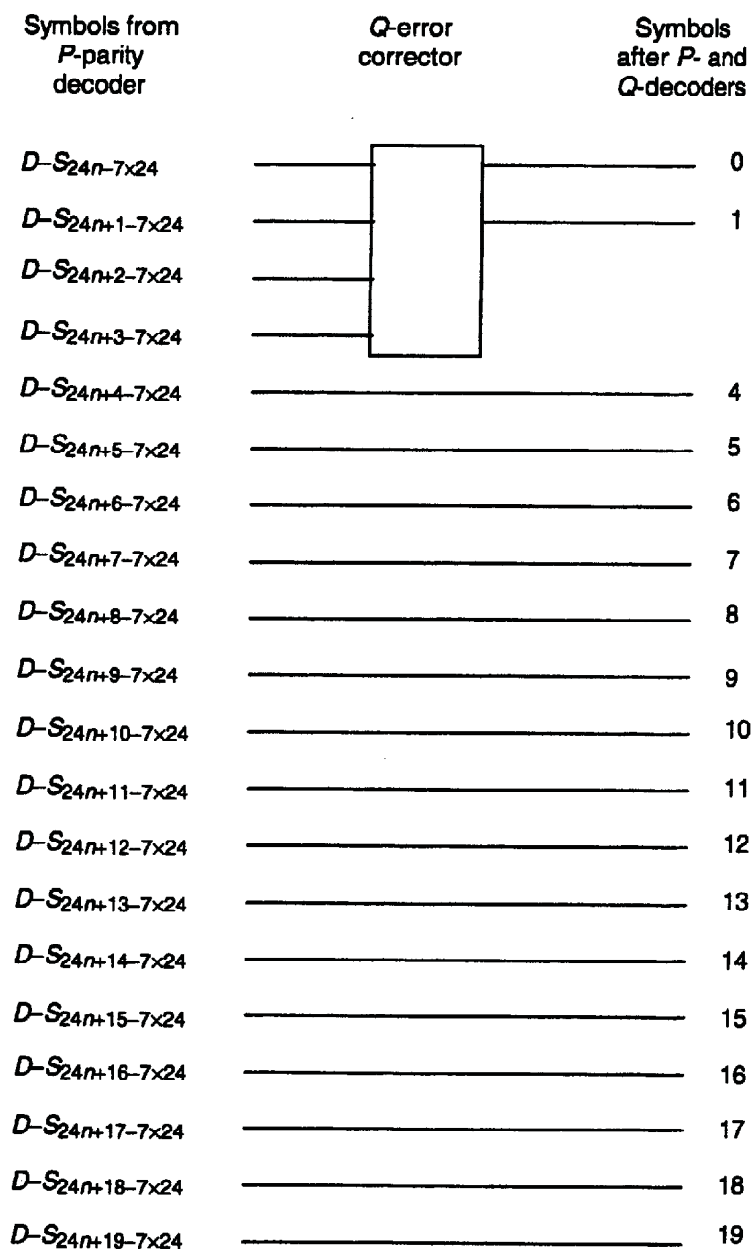 Symbols from
P-parity
decoder
Q-error
corrector
Symbols
after P- and
Q-decoders
D–S24n–7×24 0
D–S24n+1–7×24 1
D–S24n+2–7×24
D–S24n+3–7×24
D–S24n+4–7×24 4
D–S24n+5–7×24 5
D–S24n+6–7×24 6
D–S24n+7–7×24 7
D–S24n+8–7×24 8
D–S24n+9–7×24 9
D–S24n+10–7×24 10
D–S24n+11–7×24 11
D–S24n+12–7×24 12
D–S24n+13–7×24 13
D–S24n+14–7×24 14
D–S24n+15–7×24 15
D–S24n+16–7×24 16
D–S24n+17–7×24 17
D–S24n+18–7×24 18
D–S24n+19–7×24 19